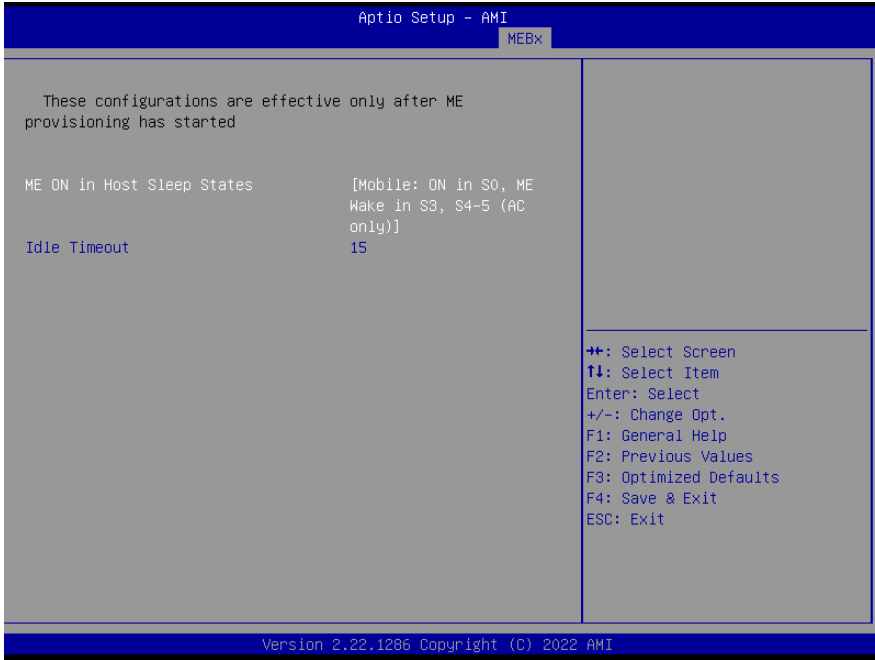 Aptio Setup – AMI
MEBx
These configurations are effective only after ME
provisioning has started
ME ON in Host Sleep States [Mobile: ON in S0, ME
Wake in S3, S4-5 (AC
only)]
Idle Timeout 15
→←: Select Screen
↑↓: Select Item
Enter: Select
+/-: Change Opt.
F1: General Help
F2: Previous Values
F3: Optimized Defaults
F4: Save & Exit
ESC: Exit
Version 2.22.1286 Copyright (C) 2022 AMI